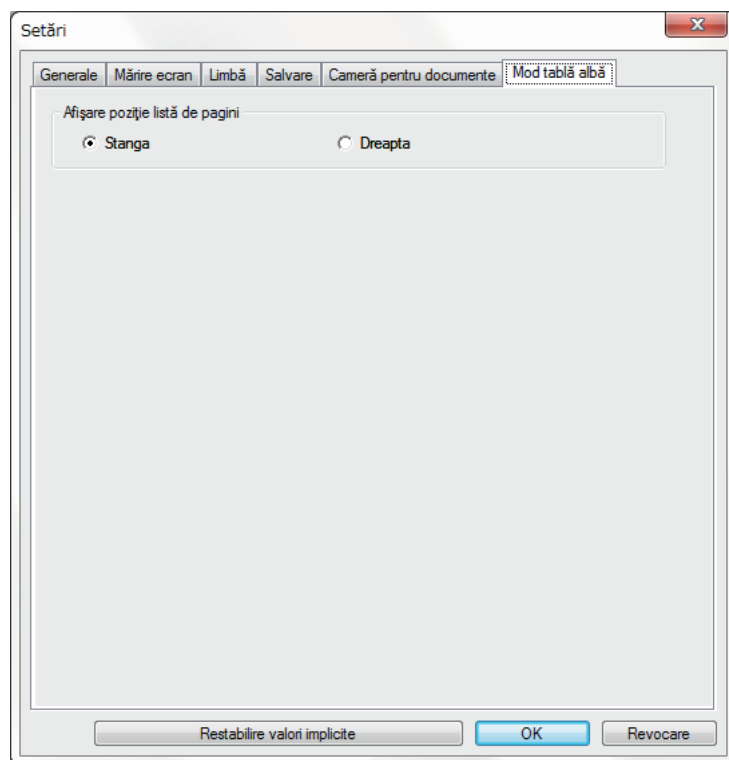 Setări
Generale Mărire ecran Limbă Salvare Cameră pentru documente Mod tablă albă
Afişare poziţie listă de pagini
Stanga Dreapta
Restabilire valori implicite OK Revocare